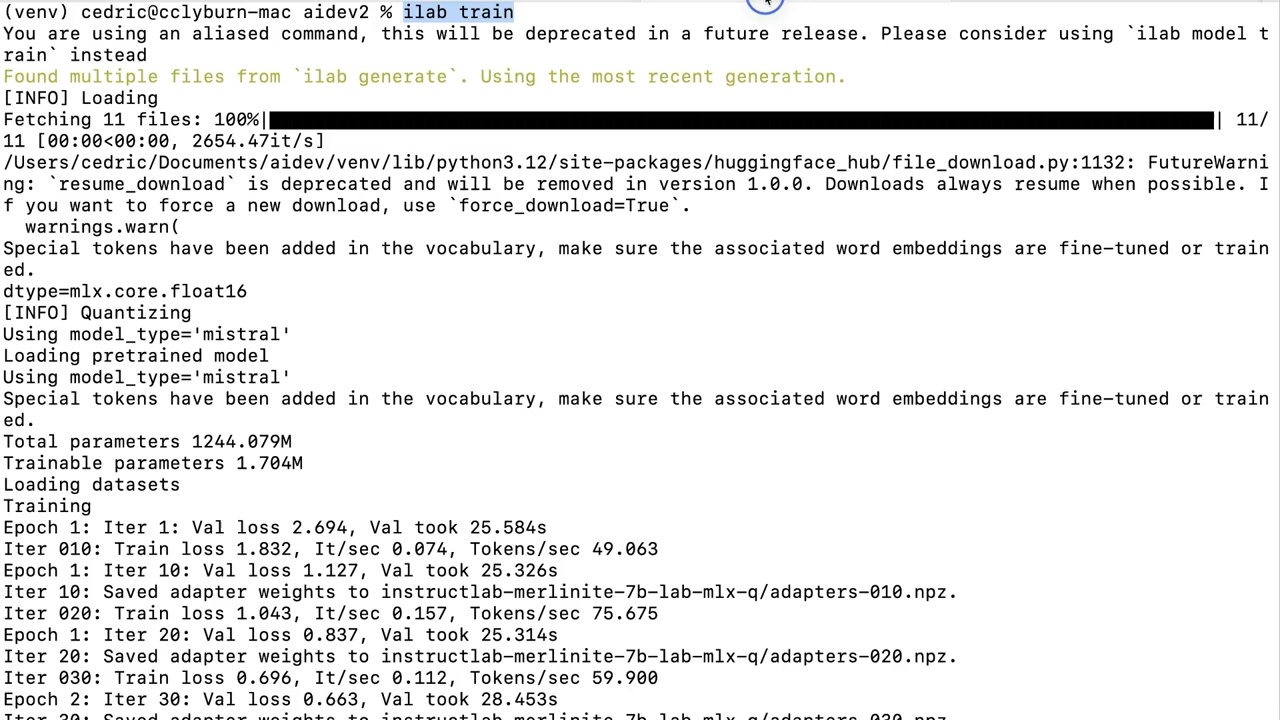 (venv) cedric@cclyburn-mac aidev2 % ilab train
You are using an aliased command, this will be deprecated in a future release. Please consider using `ilab model t
rain` instead
Found multiple files from `ilab generate`. Using the most recent generation.
[INFO] Loading
Fetching 11 files: 100%|██████████████████████████████| 11/
11 [00:00<00:00, 2654.47it/s]
/Users/cedric/Documents/aidev/venv/lib/python3.12/site-packages/huggingface_hub/file_download.py:1132: FutureWarni
ng: `resume_download` is deprecated and will be removed in version 1.0.0. Downloads always resume when possible. I
f you want to force a new download, use `force_download=True`.
  warnings.warn(
Special tokens have been added in the vocabulary, make sure the associated word embeddings are fine-tuned or train
ed.
dtype=mlx.core.float16
[INFO] Quantizing
Using model_type='mistral'
Loading pretrained model
Using model_type='mistral'
Special tokens have been added in the vocabulary, make sure the associated word embeddings are fine-tuned or train
ed.
Total parameters 1244.079M
Trainable parameters 1.704M
Loading datasets
Training
Epoch 1: Iter 1: Val loss 2.694, Val took 25.584s
Iter 010: Train loss 1.832, It/sec 0.074, Tokens/sec 49.063
Epoch 1: Iter 10: Val loss 1.127, Val took 25.326s
Iter 10: Saved adapter weights to instructlab-merlinite-7b-lab-mlx-q/adapters-010.npz.
Iter 020: Train loss 1.043, It/sec 0.157, Tokens/sec 75.675
Epoch 1: Iter 20: Val loss 0.837, Val took 25.314s
Iter 20: Saved adapter weights to instructlab-merlinite-7b-lab-mlx-q/adapters-020.npz.
Iter 030: Train loss 0.696, It/sec 0.112, Tokens/sec 59.900
Epoch 2: Iter 30: Val loss 0.663, Val took 28.453s
Iter 30: Saved adapter weights to instructlab-merlinite-7b-lab-mlx-q/adapters-030.npz.